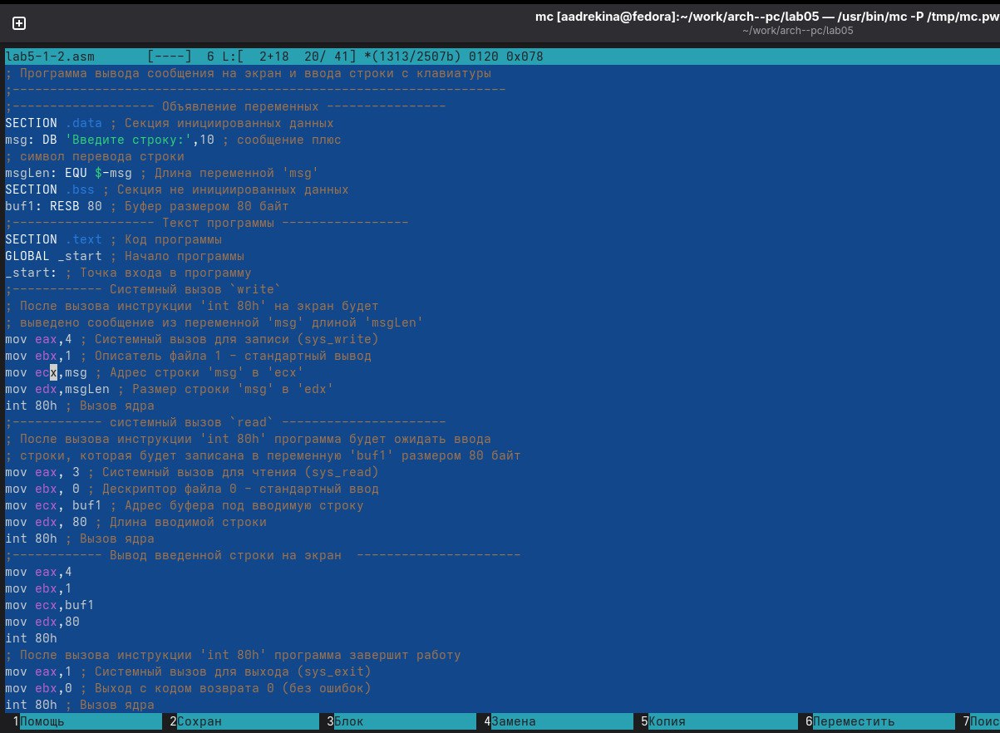 mc [aadrekina@fedora]:~/work/arch--pc/lab05 — /usr/bin/mc -P /tmp/mc.pw
~/work/arch--pc/lab05
lab5-1-2.asm       [----]  6 L:[  2+18  20/ 41] *(1313/2507b) 0120 0x078
; Программа вывода сообщения на экран и ввода строки с клавиатуры
;------------------------------------------------------------------
;------------------- Объявление переменных ----------------
SECTION .data ; Секция инициированных данных
msg: DB 'Введите строку:',10 ; сообщение плюс
; символ перевода строки
msgLen: EQU $-msg ; Длина переменной 'msg'
SECTION .bss ; Секция не инициированных данных
buf1: RESB 80 ; Буфер размером 80 байт
;------------------- Текст программы -----------------
SECTION .text ; Код программы
GLOBAL _start ; Начало программы
_start: ; Точка входа в программу
;------------ Системный вызов `write`
; После вызова инструкции 'int 80h' на экран будет
; выведено сообщение из переменной 'msg' длиной 'msgLen'
mov eax,4 ; Системный вызов для записи (sys_write)
mov ebx,1 ; Описатель файла 1 - стандартный вывод
mov ecx,msg ; Адрес строки 'msg' в 'ecx'
mov edx,msgLen ; Размер строки 'msg' в 'edx'
int 80h ; Вызов ядра
;------------ системный вызов `read` ----------------------
; После вызова инструкции 'int 80h' программа будет ожидать ввода
; строки, которая будет записана в переменную 'buf1' размером 80 байт
mov eax, 3 ; Системный вызов для чтения (sys_read)
mov ebx, 0 ; Дескриптор файла 0 - стандартный ввод
mov ecx, buf1 ; Адрес буфера под вводимую строку
mov edx, 80 ; Длина вводимой строки
int 80h ; Вызов ядра
;------------ Вывод введенной строки на экран  ----------------------
mov eax,4
mov ebx,1
mov ecx,buf1
mov edx,80
int 80h
; После вызова инструкции 'int 80h' программа завершит работу
mov eax,1 ; Системный вызов для выхода (sys_exit)
mov ebx,0 ; Выход с кодом возврата 0 (без ошибок)
int 80h ; Вызов ядра
1Помощь 2Сохран 3Блок 4Замена 5Копия 6Переместить 7Поис